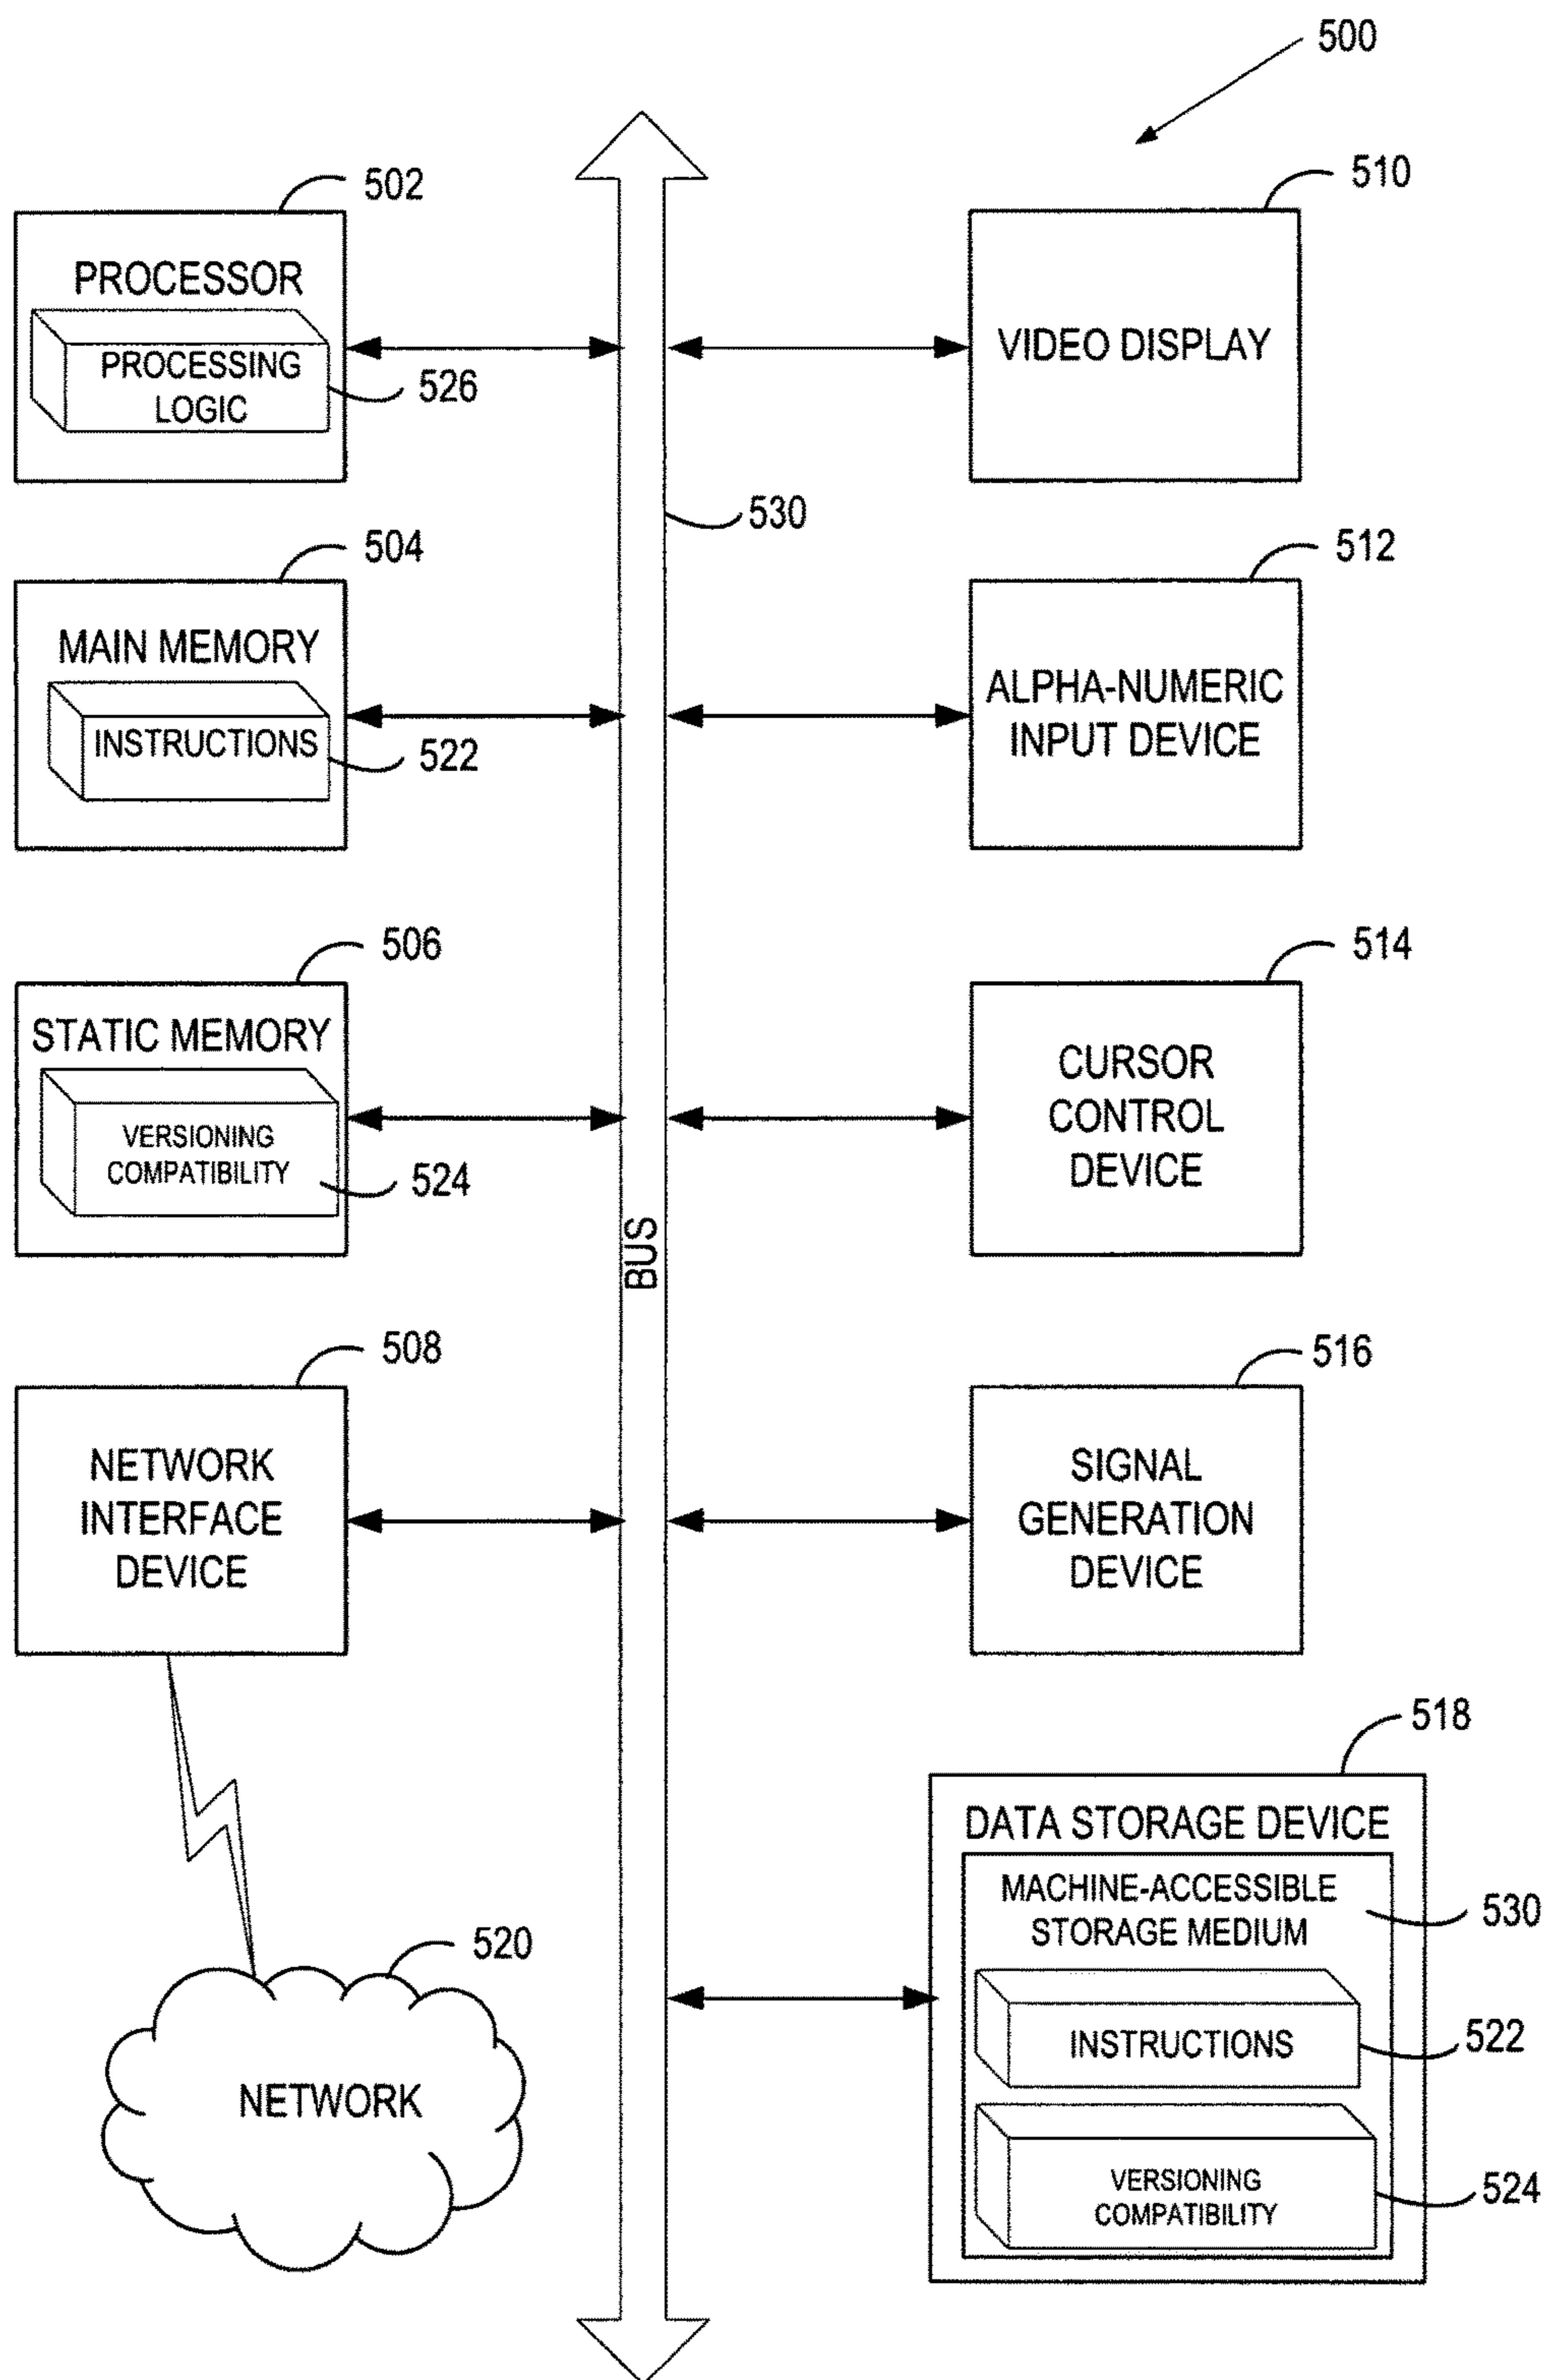 500
502
PROCESSOR
PROCESSING
LOGIC
526
510
VIDEO DISPLAY
530
504
MAIN MEMORY
INSTRUCTIONS
522
512
ALPHA-NUMERIC
INPUT DEVICE
506
STATIC MEMORY
VERSIONING
COMPATIBILITY
524
514
CURSOR
CONTROL
DEVICE
BUS
508
NETWORK
INTERFACE
DEVICE
516
SIGNAL
GENERATION
DEVICE
520
NETWORK
518
DATA STORAGE DEVICE
MACHINE-ACCESSIBLE
STORAGE MEDIUM
530
INSTRUCTIONS
522
VERSIONING
COMPATIBILITY
524